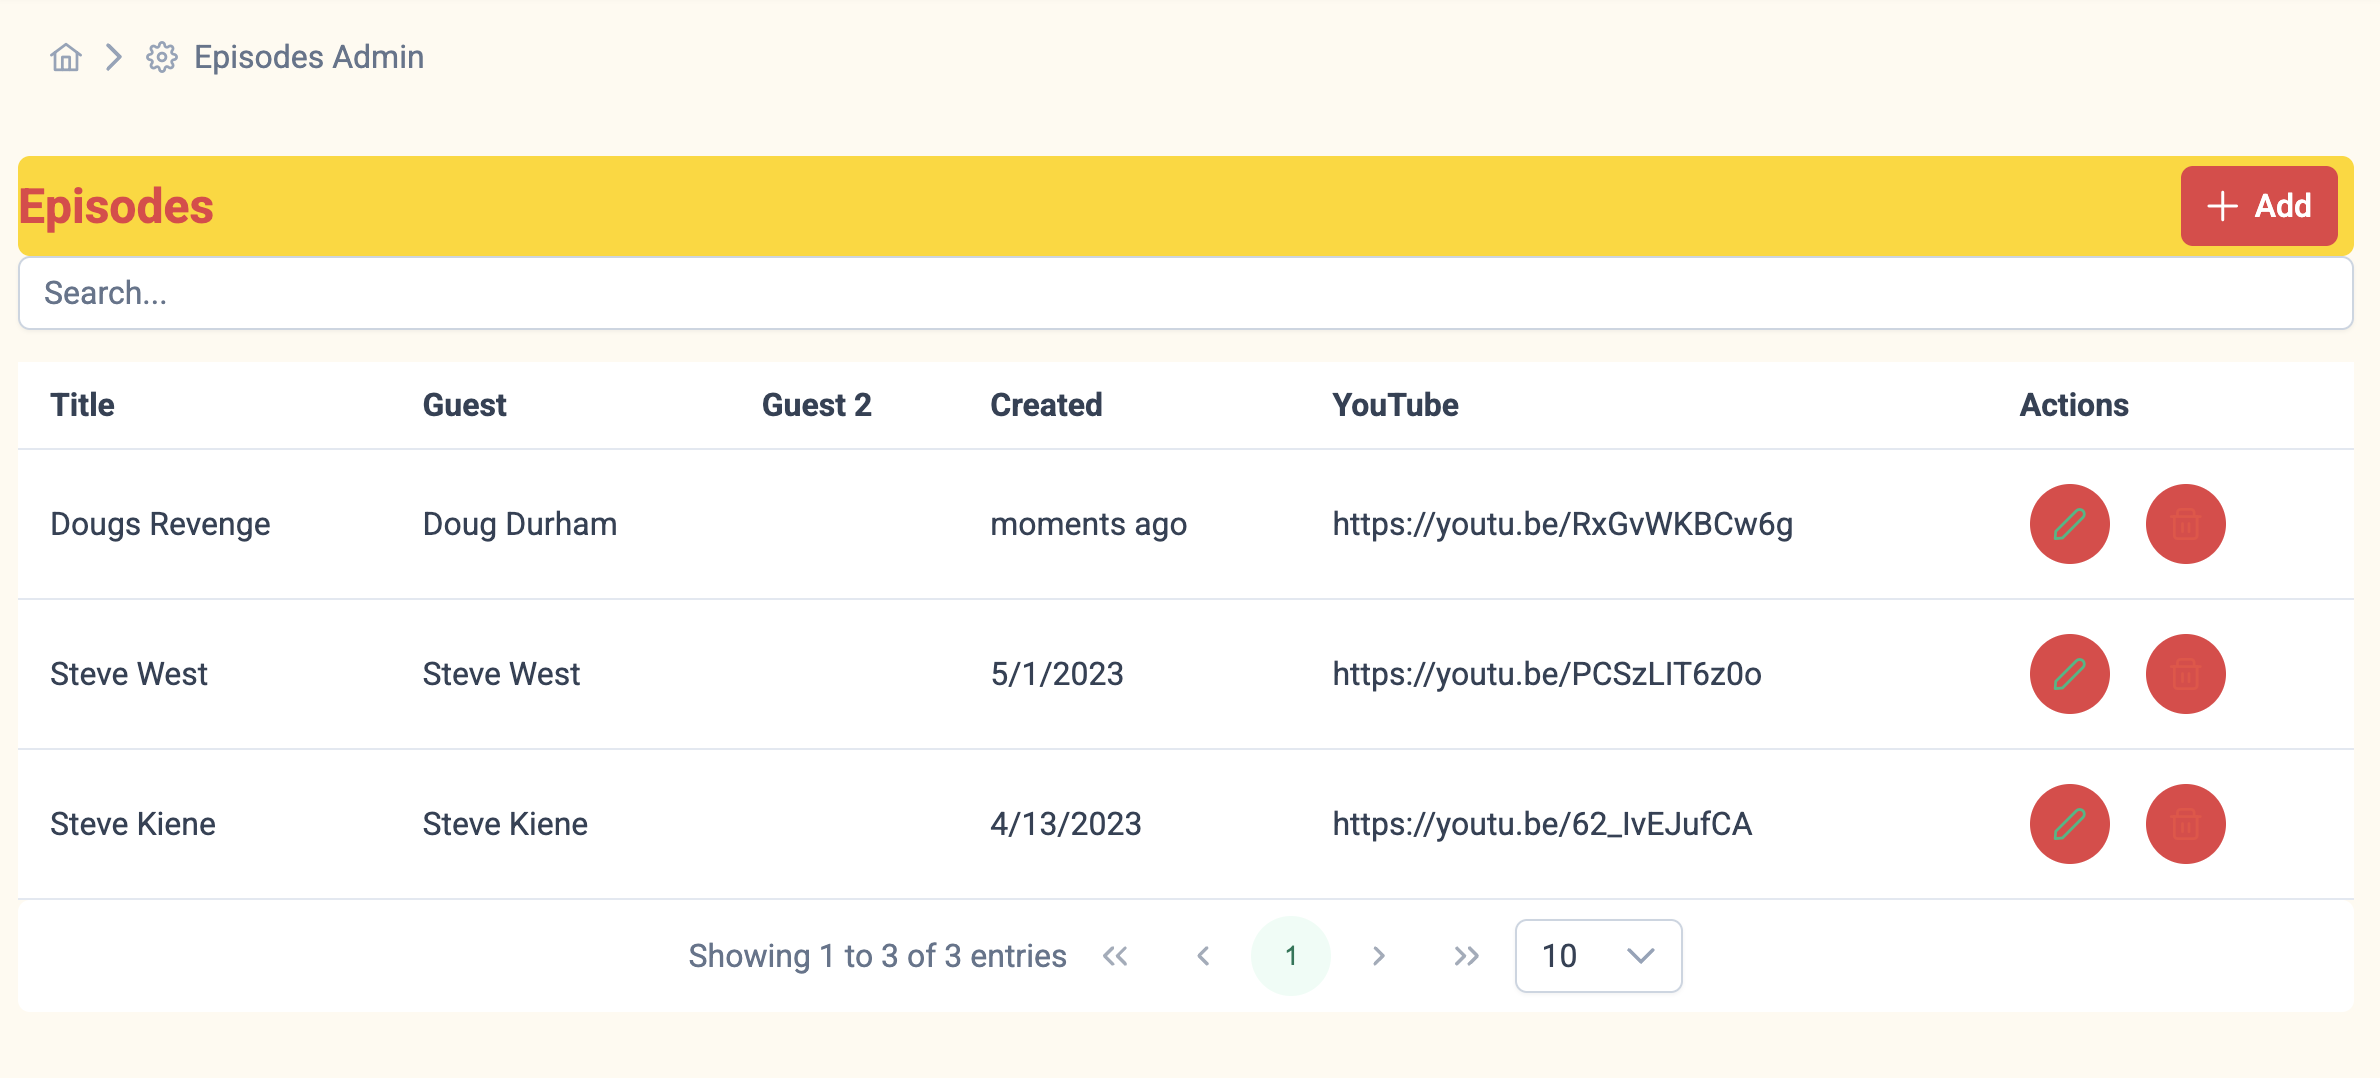 Episodes Admin
Episodes
Add
Search...
Title Guest Guest 2 Created YouTube Actions
Dougs Revenge Doug Durham moments ago https://youtu.be/RxGvWKBCw6g
Steve West Steve West 5/1/2023 https://youtu.be/PCSzLIT6z0o
Steve Kiene Steve Kiene 4/13/2023 https://youtu.be/62_IvEJufCA
Showing 1 to 3 of 3 entries 1 10